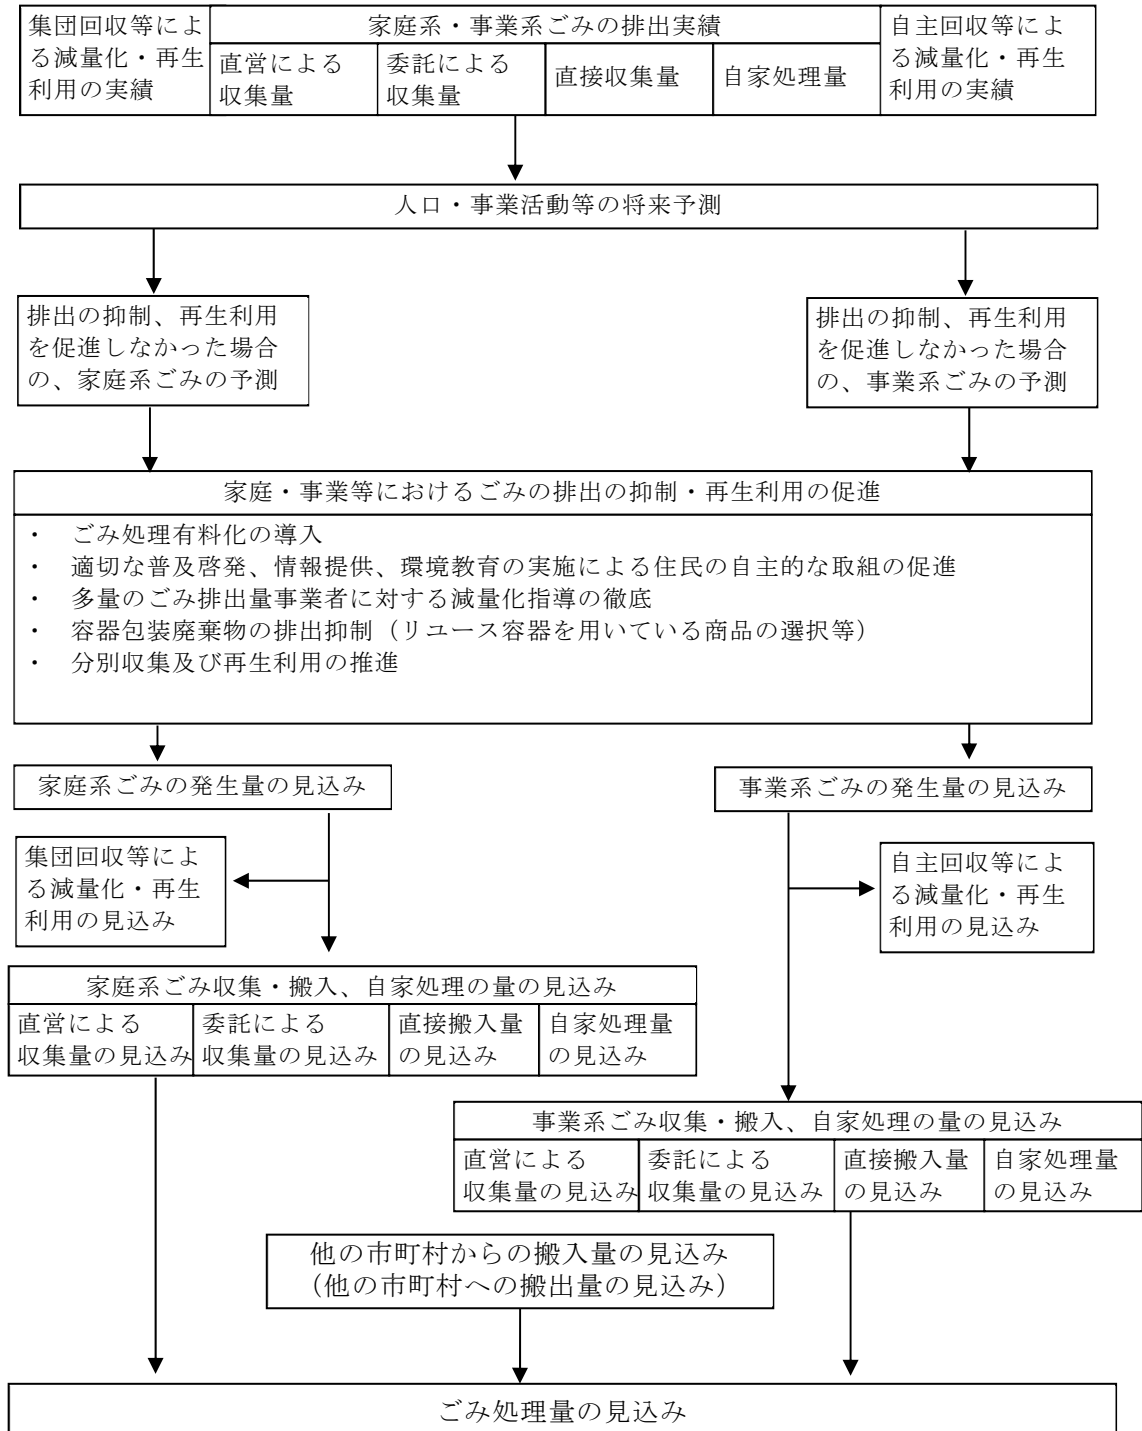 集団回収等によ
る減量化・再生
利用の実績
家庭系・事業系ごみの排出実績
直営による
収集量
委託による
収集量
直接収集量
自家処理量
自主回収等によ
る減量化・再生
利用の実績
人口・事業活動等の将来予測
排出の抑制、再生利用
を促進しなかった場合
の、家庭系ごみの予測
排出の抑制、再生利用
を促進しなかった場合
の、事業系ごみの予測
家庭・事業等におけるごみの排出の抑制・再生利用の促進
・ ごみ処理有料化の導入
・ 適切な普及啓発、情報提供、環境教育の実施による住民の自主的な取組の促進
・ 多量のごみ排出量事業者に対する減量化指導の徹底
・ 容器包装廃棄物の排出抑制（リユース容器を用いている商品の選択等）
・ 分別収集及び再生利用の推進
家庭系ごみの発生量の見込み
事業系ごみの発生量の見込み
集団回収等によ
る減量化・再生
利用の見込み
自主回収等によ
る減量化・再生
利用の見込み
家庭系ごみ収集・搬入、自家処理の量の見込み
直営による
収集量の見込み
委託による
収集量の見込み
直接搬入量
の見込み
自家処理量
の見込み
事業系ごみ収集・搬入、自家処理の量の見込み
直営による
収集量の見込み
委託による
収集量の見込み
直接搬入量
の見込み
自家処理量
の見込み
他の市町村からの搬入量の見込み
（他の市町村への搬出量の見込み）
ごみ処理量の見込み